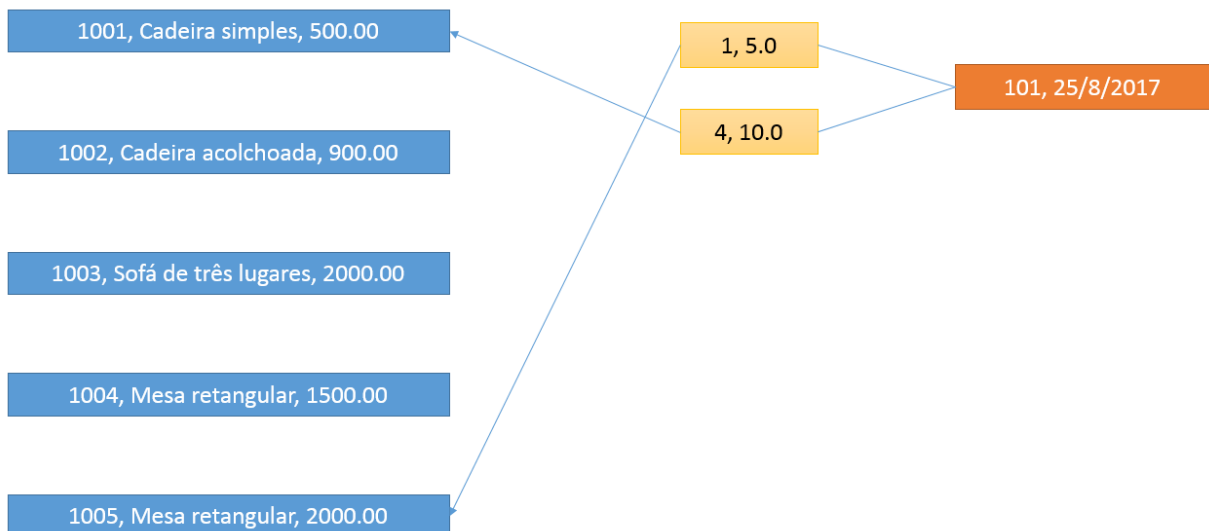 1001, Cadeira simples, 500.00
1002, Cadeira acolchoada, 900.00
1003, Sofá de três lugares, 2000.00
1004, Mesa retangular, 1500.00
1005, Mesa retangular, 2000.00
1, 5.0
4, 10.0
101, 25/8/2017